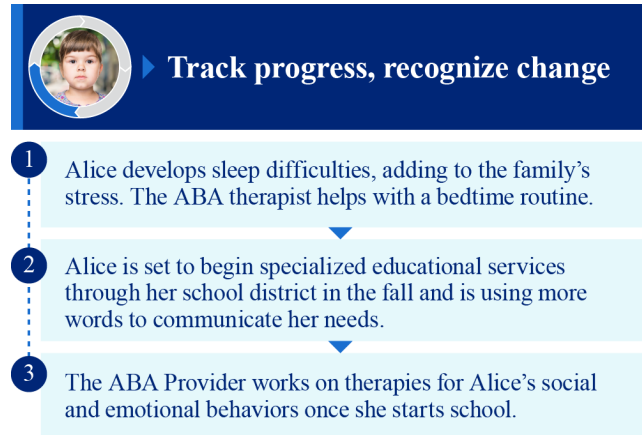 Track progress, recognize change
1
Alice develops sleep difficulties, adding to the family’s
stress. The ABA therapist helps with a bedtime routine.
2
Alice is set to begin specialized educational services
through her school district in the fall and is using more
words to communicate her needs.
3
The ABA Provider works on therapies for Alice’s social
and emotional behaviors once she starts school.